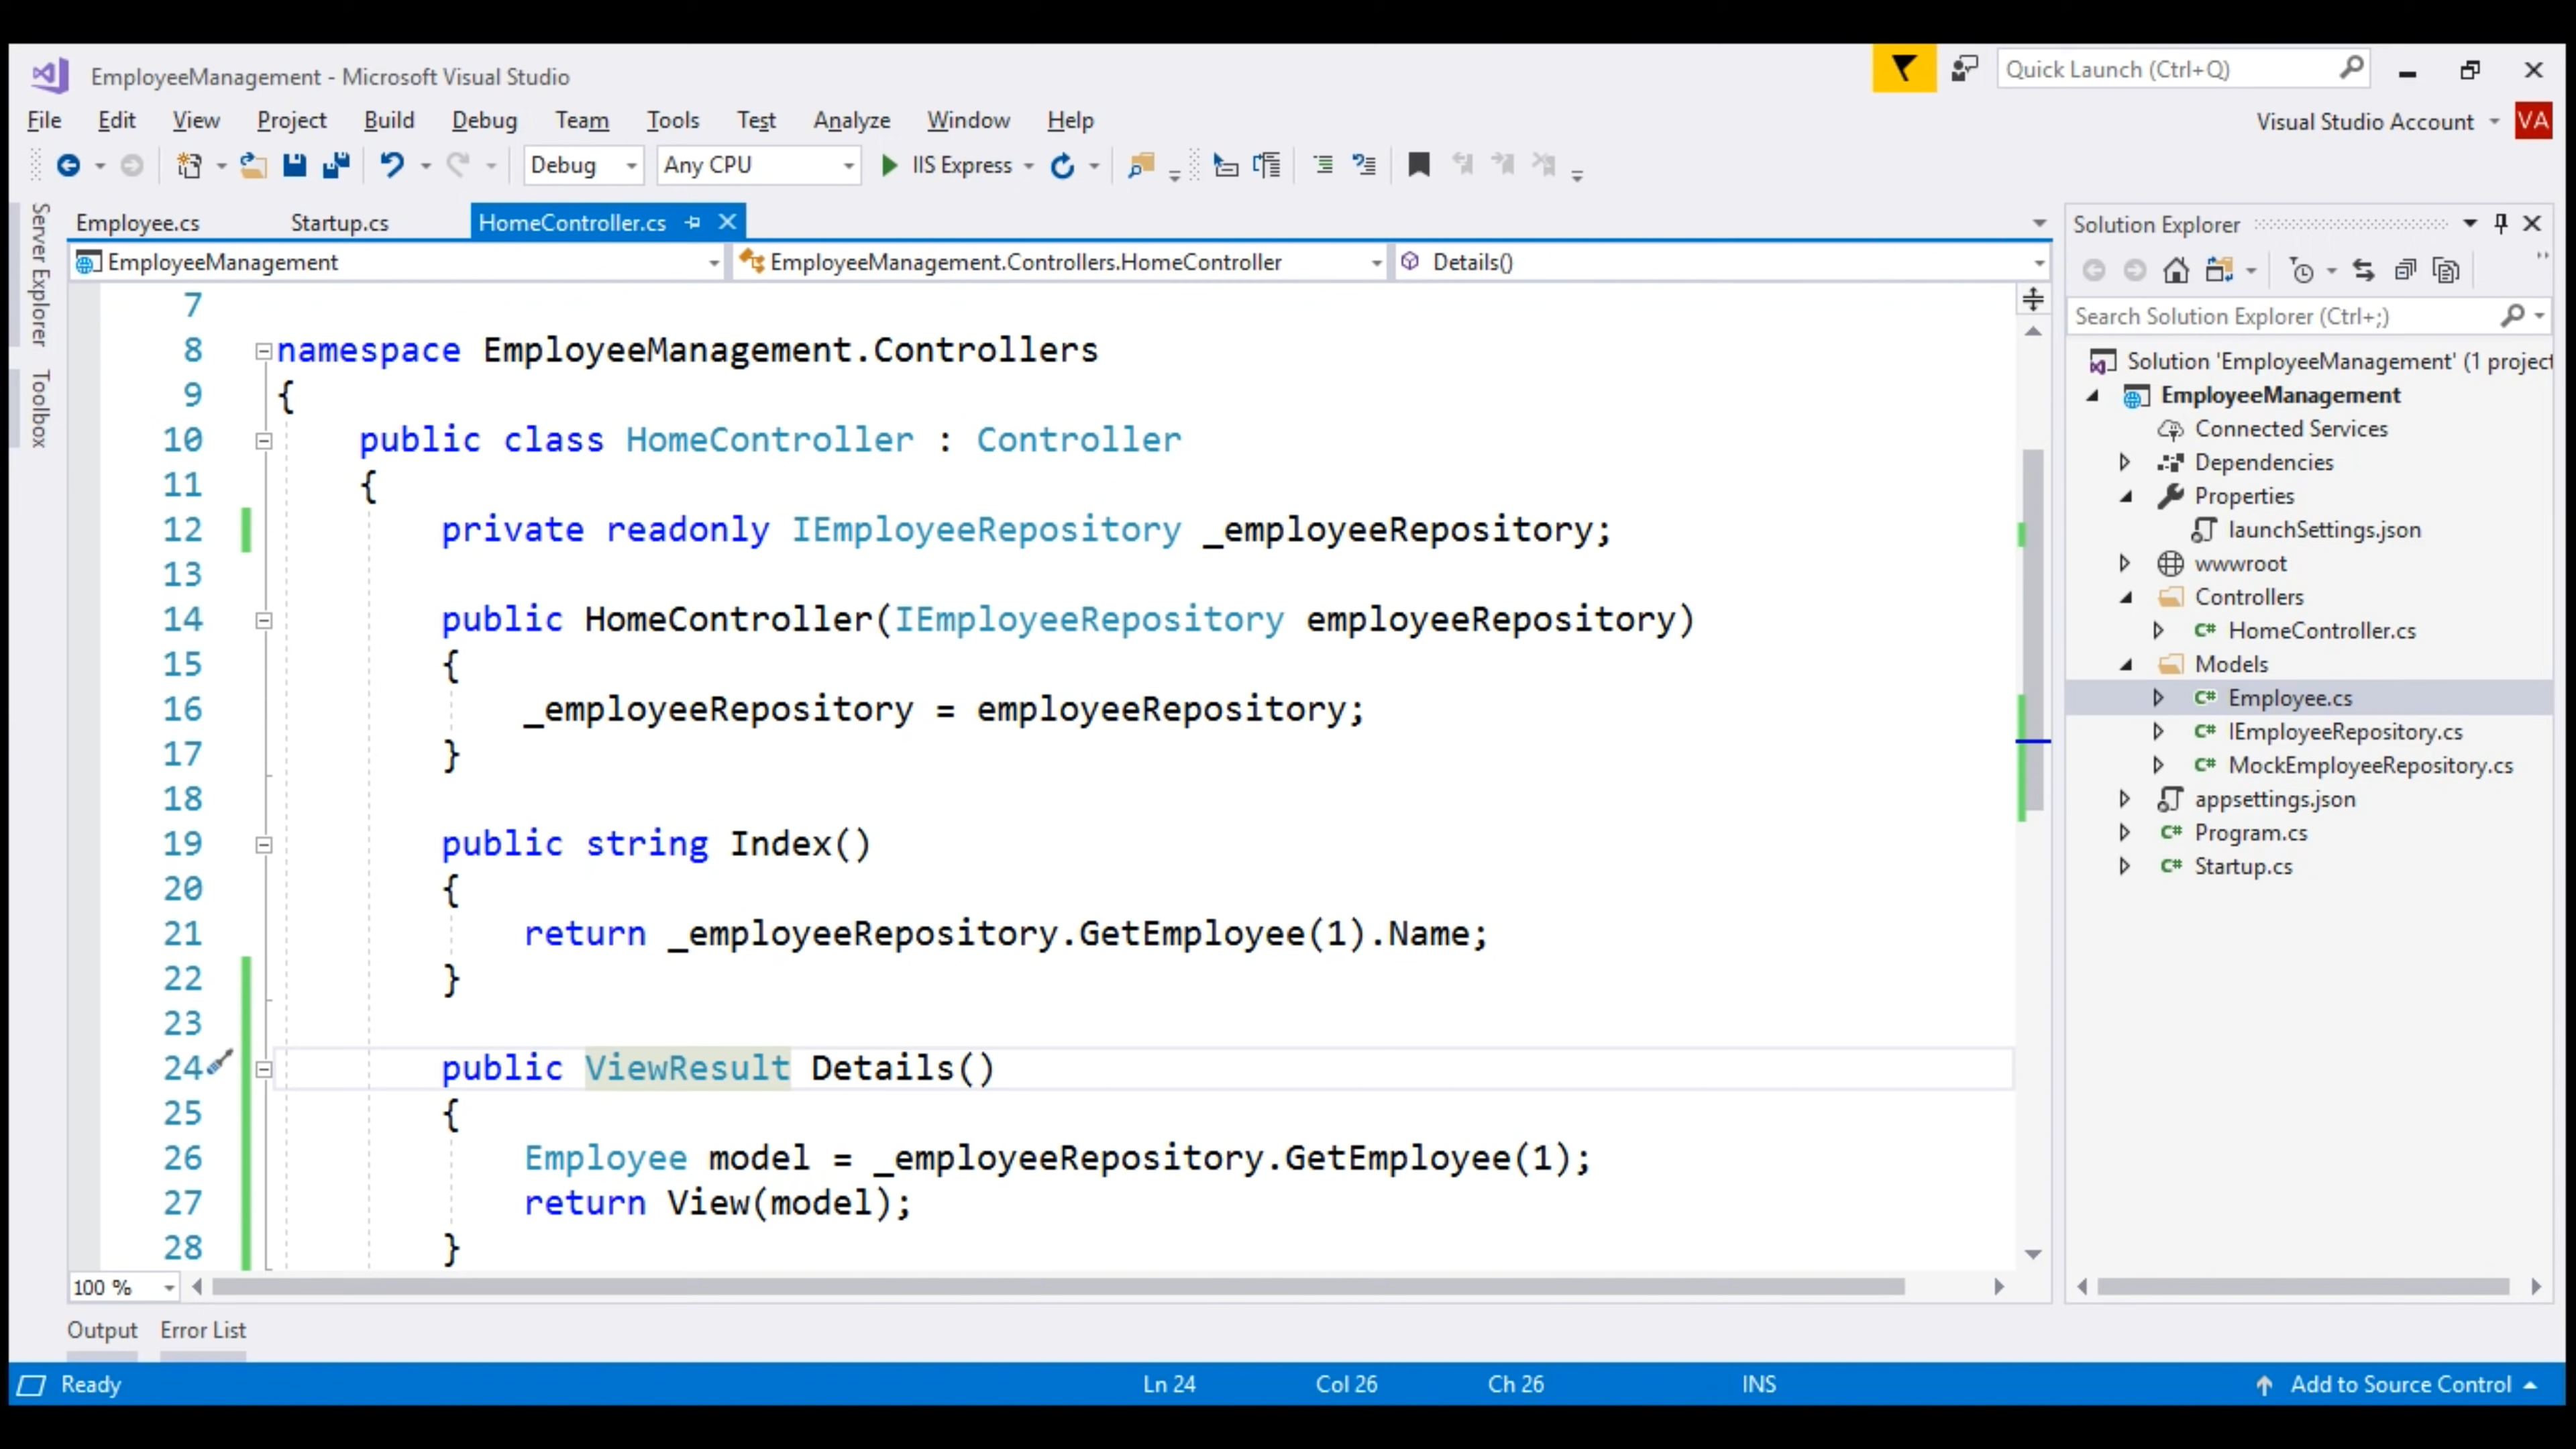 EmployeeManagement - Microsoft Visual Studio
Quick Launch (Ctrl+Q)
File Edit View Project Build Debug Team Tools Test Analyze Window Help
Visual Studio Account VA
Debug Any CPU IIS Express
Server Explorer
Toolbox
Employee.cs Startup.cs HomeController.cs
EmployeeManagement EmployeeManagement.Controllers.HomeController Details()
7
8 namespace EmployeeManagement.Controllers
9 {
10 public class HomeController : Controller
11 {
12 private readonly IEmployeeRepository _employeeRepository;
13
14 public HomeController(IEmployeeRepository employeeRepository)
15 {
16 _employeeRepository = employeeRepository;
17 }
18
19 public string Index()
20 {
21 return _employeeRepository.GetEmployee(1).Name;
22 }
23
24 public ViewResult Details()
25 {
26 Employee model = _employeeRepository.GetEmployee(1);
27 return View(model);
28 }
100 %
Solution Explorer
Search Solution Explorer (Ctrl+;)
Solution 'EmployeeManagement' (1 project
EmployeeManagement
Connected Services
Dependencies
Properties
launchSettings.json
wwwroot
Controllers
C# HomeController.cs
Models
C# Employee.cs
C# IEmployeeRepository.cs
C# MockEmployeeRepository.cs
appsettings.json
C# Program.cs
C# Startup.cs
Output Error List
Ready Ln 24 Col 26 Ch 26 INS Add to Source Control